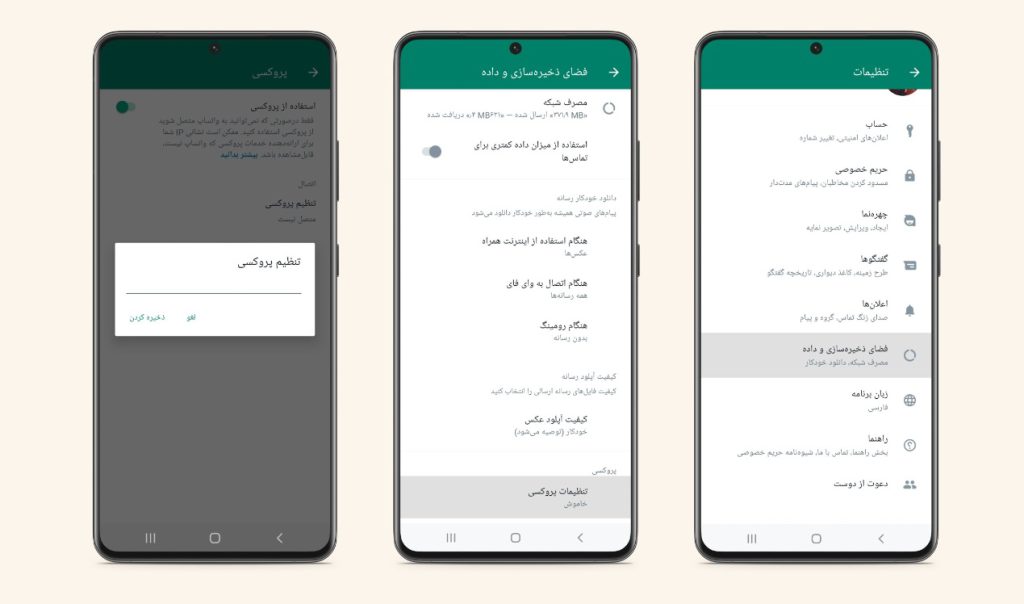 تنظیمات
حساب
اعلان‌های امنیتی، تغییر شماره
حریم خصوصی
مسدود کردن مخاطبان، پیام‌های مدت‌دار
چهره‌نما
ایجاد، ویرایش، تصویر نمایه
گفتگوها
طرح زمینه، کاغذ دیواری، تاریخچه گفتگو
اعلان‌ها
صدای زنگ تماس، گروه و پیام
فضای ذخیره‌سازی و داده
مصرف شبکه، دانلود خودکار
زبان برنامه
فارسی
راهنما
بخش راهنما، تماس با ما، شیوه‌نامه حریم خصوصی
دعوت از دوست
فضای ذخیره‌سازی و داده
مصرف شبکه
ارسال شده — دریافت شده
استفاده از میزان داده کمتری برای
تماس‌ها
دانلود خودکار رسانه
پیام‌های صوتی همیشه به‌طور خودکار دانلود می‌شود
هنگام استفاده از اینترنت همراه
عکس‌ها
هنگام اتصال به وای فای
همه رسانه‌ها
هنگام رومینگ
بدون رسانه
کیفیت آپلود رسانه
کیفیت فایل‌های رسانه ارسالی را انتخاب کنید
کیفیت آپلود عکس
خودکار (توصیه می‌شود)
پروکسی
تنظیمات پروکسی
خاموش
پروکسی
استفاده از پروکسی
فقط درصورتی که نمی‌توانید به واتساپ متصل شوید
از پروکسی استفاده کنید. ممکن است نشانی IP شما
برای ارائه‌دهنده خدمات پروکسی که واتساپ نیست،
قابل‌مشاهده باشد. بیشتر بدانید
اتصال
تنظیم پروکسی
متصل نیست
تنظیم پروکسی
لغو
ذخیره کردن